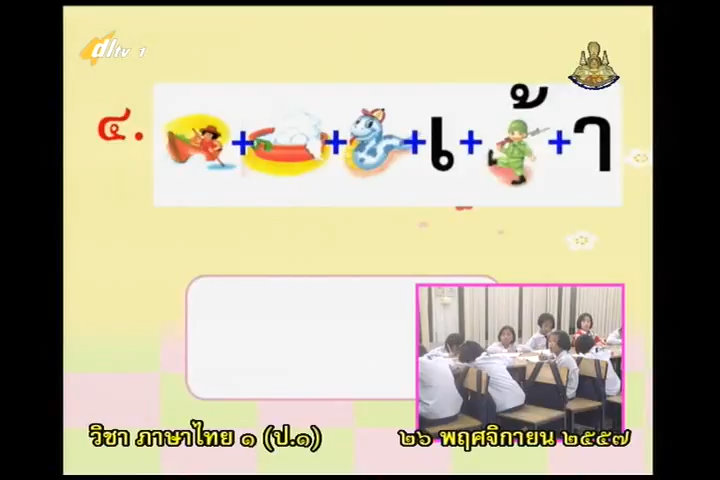 dltv 1
๔. + + + เ + ้ + า
วิชา ภาษาไทย ๑ (ป.๑)
๒๖ พฤศจิกายน ๒๕๕๗